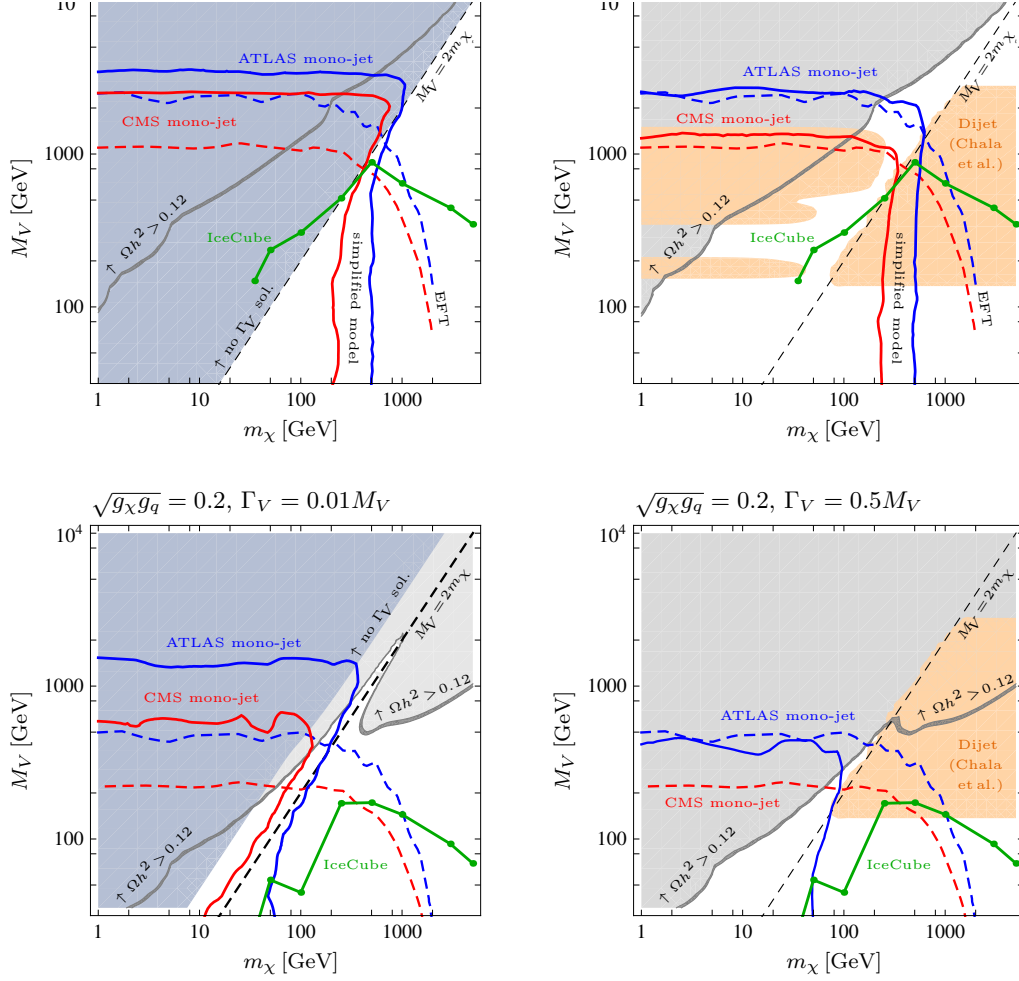 10
ATLAS mono-jet
M_V = 2m_χ
CMS mono-jet
1000
M_V [GeV]
↑ Ωh² > 0.12
IceCube
simplified model
100
EFT
↑ no Γ_V sol.
1 10 100 1000
m_χ [GeV]
10
ATLAS mono-jet
M_V = 2m_χ
CMS mono-jet
Dijet
(Chala
et al.)
1000
M_V [GeV]
↑ Ωh² > 0.12
IceCube
simplified model
100
EFT
1 10 100 1000
m_χ [GeV]
√g_χg_q = 0.2, Γ_V = 0.01M_V
10⁴
↑ no Γ_V sol.
M_V = 2m_χ
ATLAS mono-jet
1000
CMS mono-jet
↑ Ωh² > 0.12
M_V [GeV]
100
↑ Ωh² > 0.12
IceCube
1 10 100 1000
m_χ [GeV]
√g_χg_q = 0.2, Γ_V = 0.5M_V
10⁴
M_V = 2m_χ
1000
ATLAS mono-jet
↑ Ωh² > 0.12
M_V [GeV]
Dijet
(Chala
et al.)
CMS mono-jet
100
↑ Ωh² > 0.12
IceCube
1 10 100 1000
m_χ [GeV]